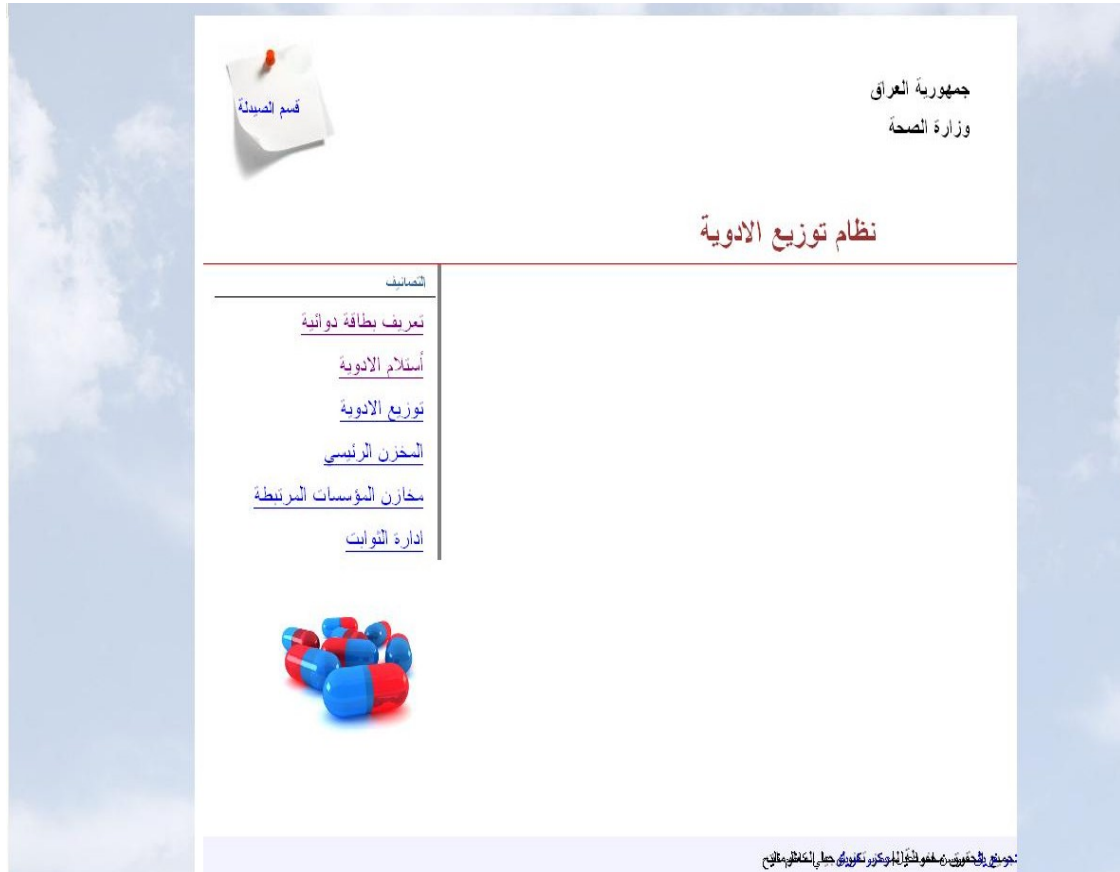 جمهورية العراق
وزارة الصحة
قسم الصيدلة
نظام توزيع الادوية
التصانيف
تعريف بطاقة دوائية
أستلام الادوية
توزيع الادوية
المخزن الرئيسي
مخازن المؤسسات المرتبطة
ادارة الثوابت